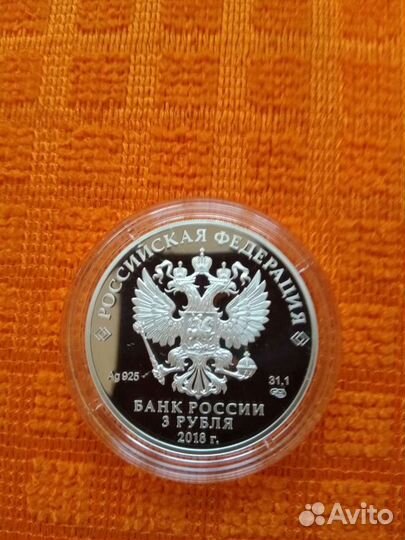 РОССИЙСКАЯ ФЕДЕРАЦИЯ
Ag 925
31,1
БАНК РОССИИ
3 РУБЛЯ
2018 г.
Avito